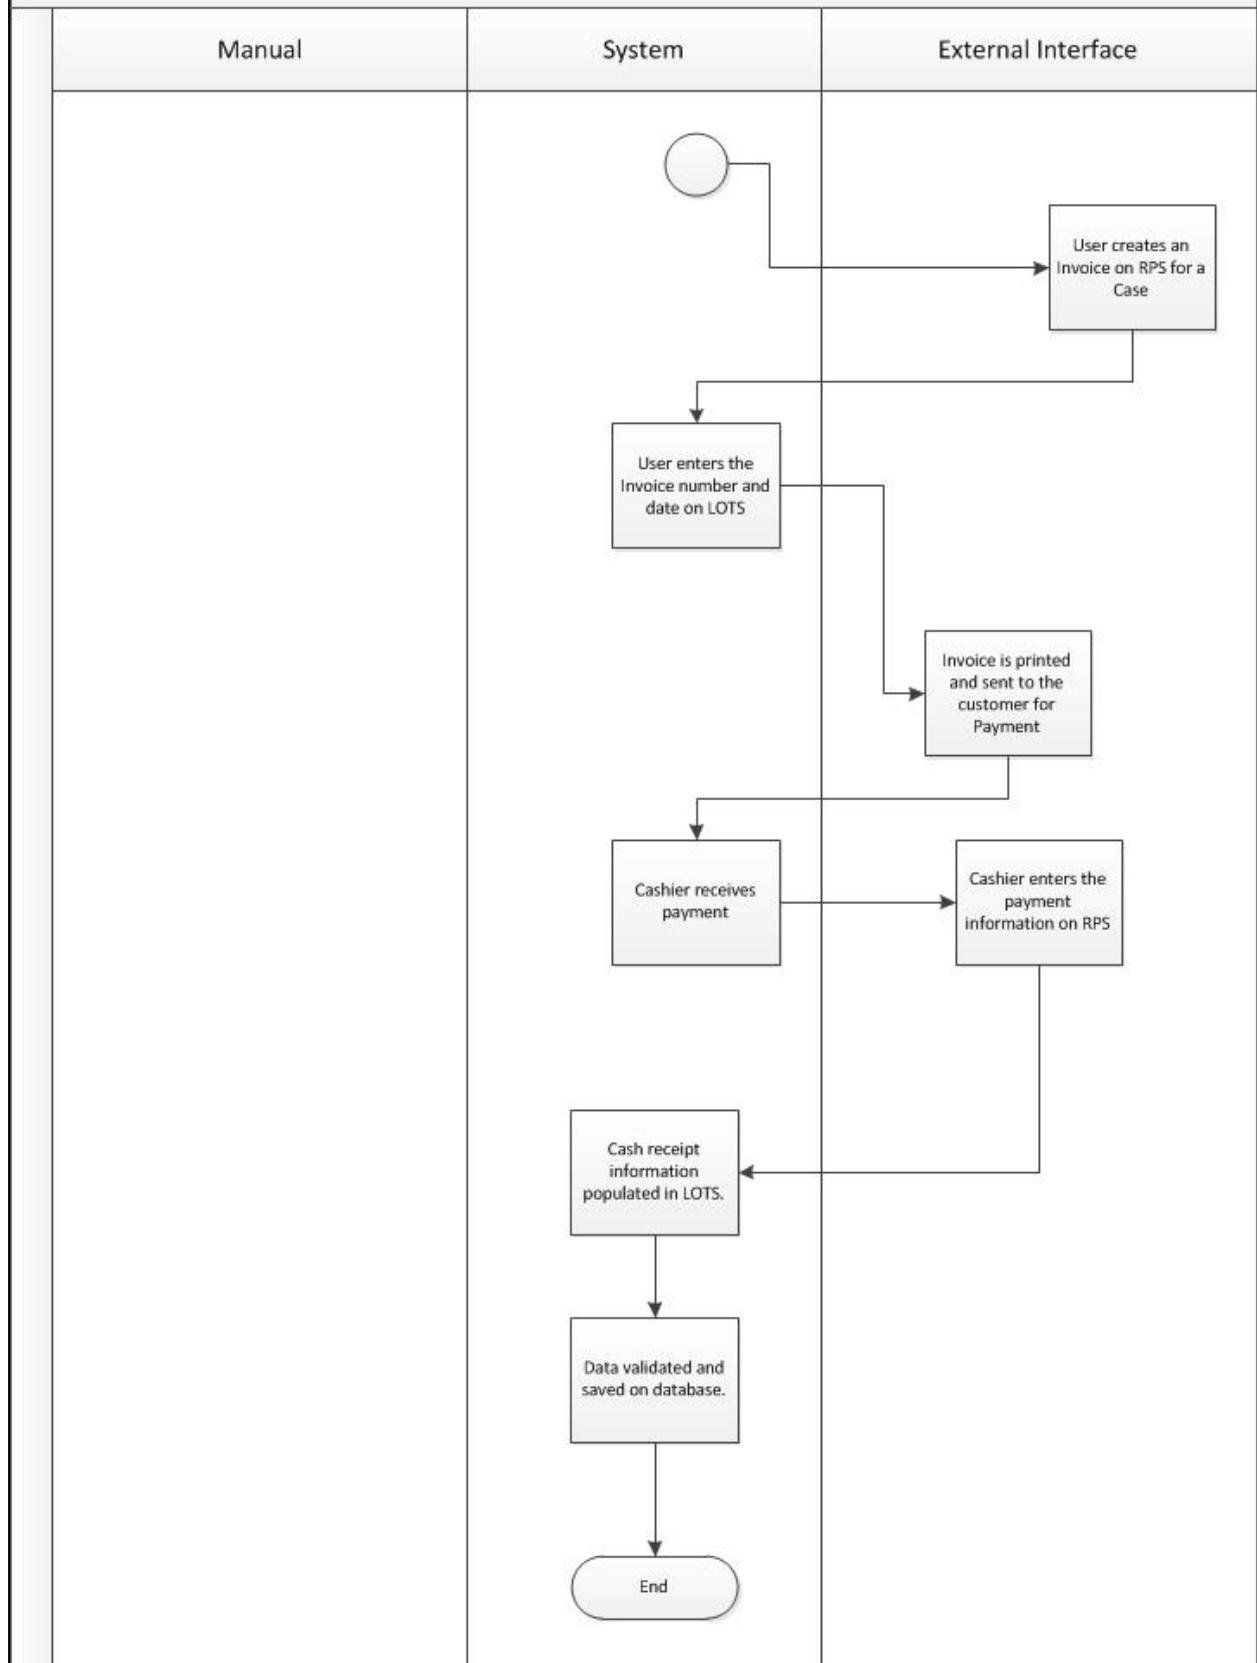 Manual
System
External Interface
User creates an
Invoice on RPS for a
Case
User enters the
Invoice number and
date on LOTS
Invoice is printed
and sent to the
customer for
Payment
Cashier receives
payment
Cashier enters the
payment
information on RPS
Cash receipt
information
populated in LOTS.
Data validated and
saved on database.
End